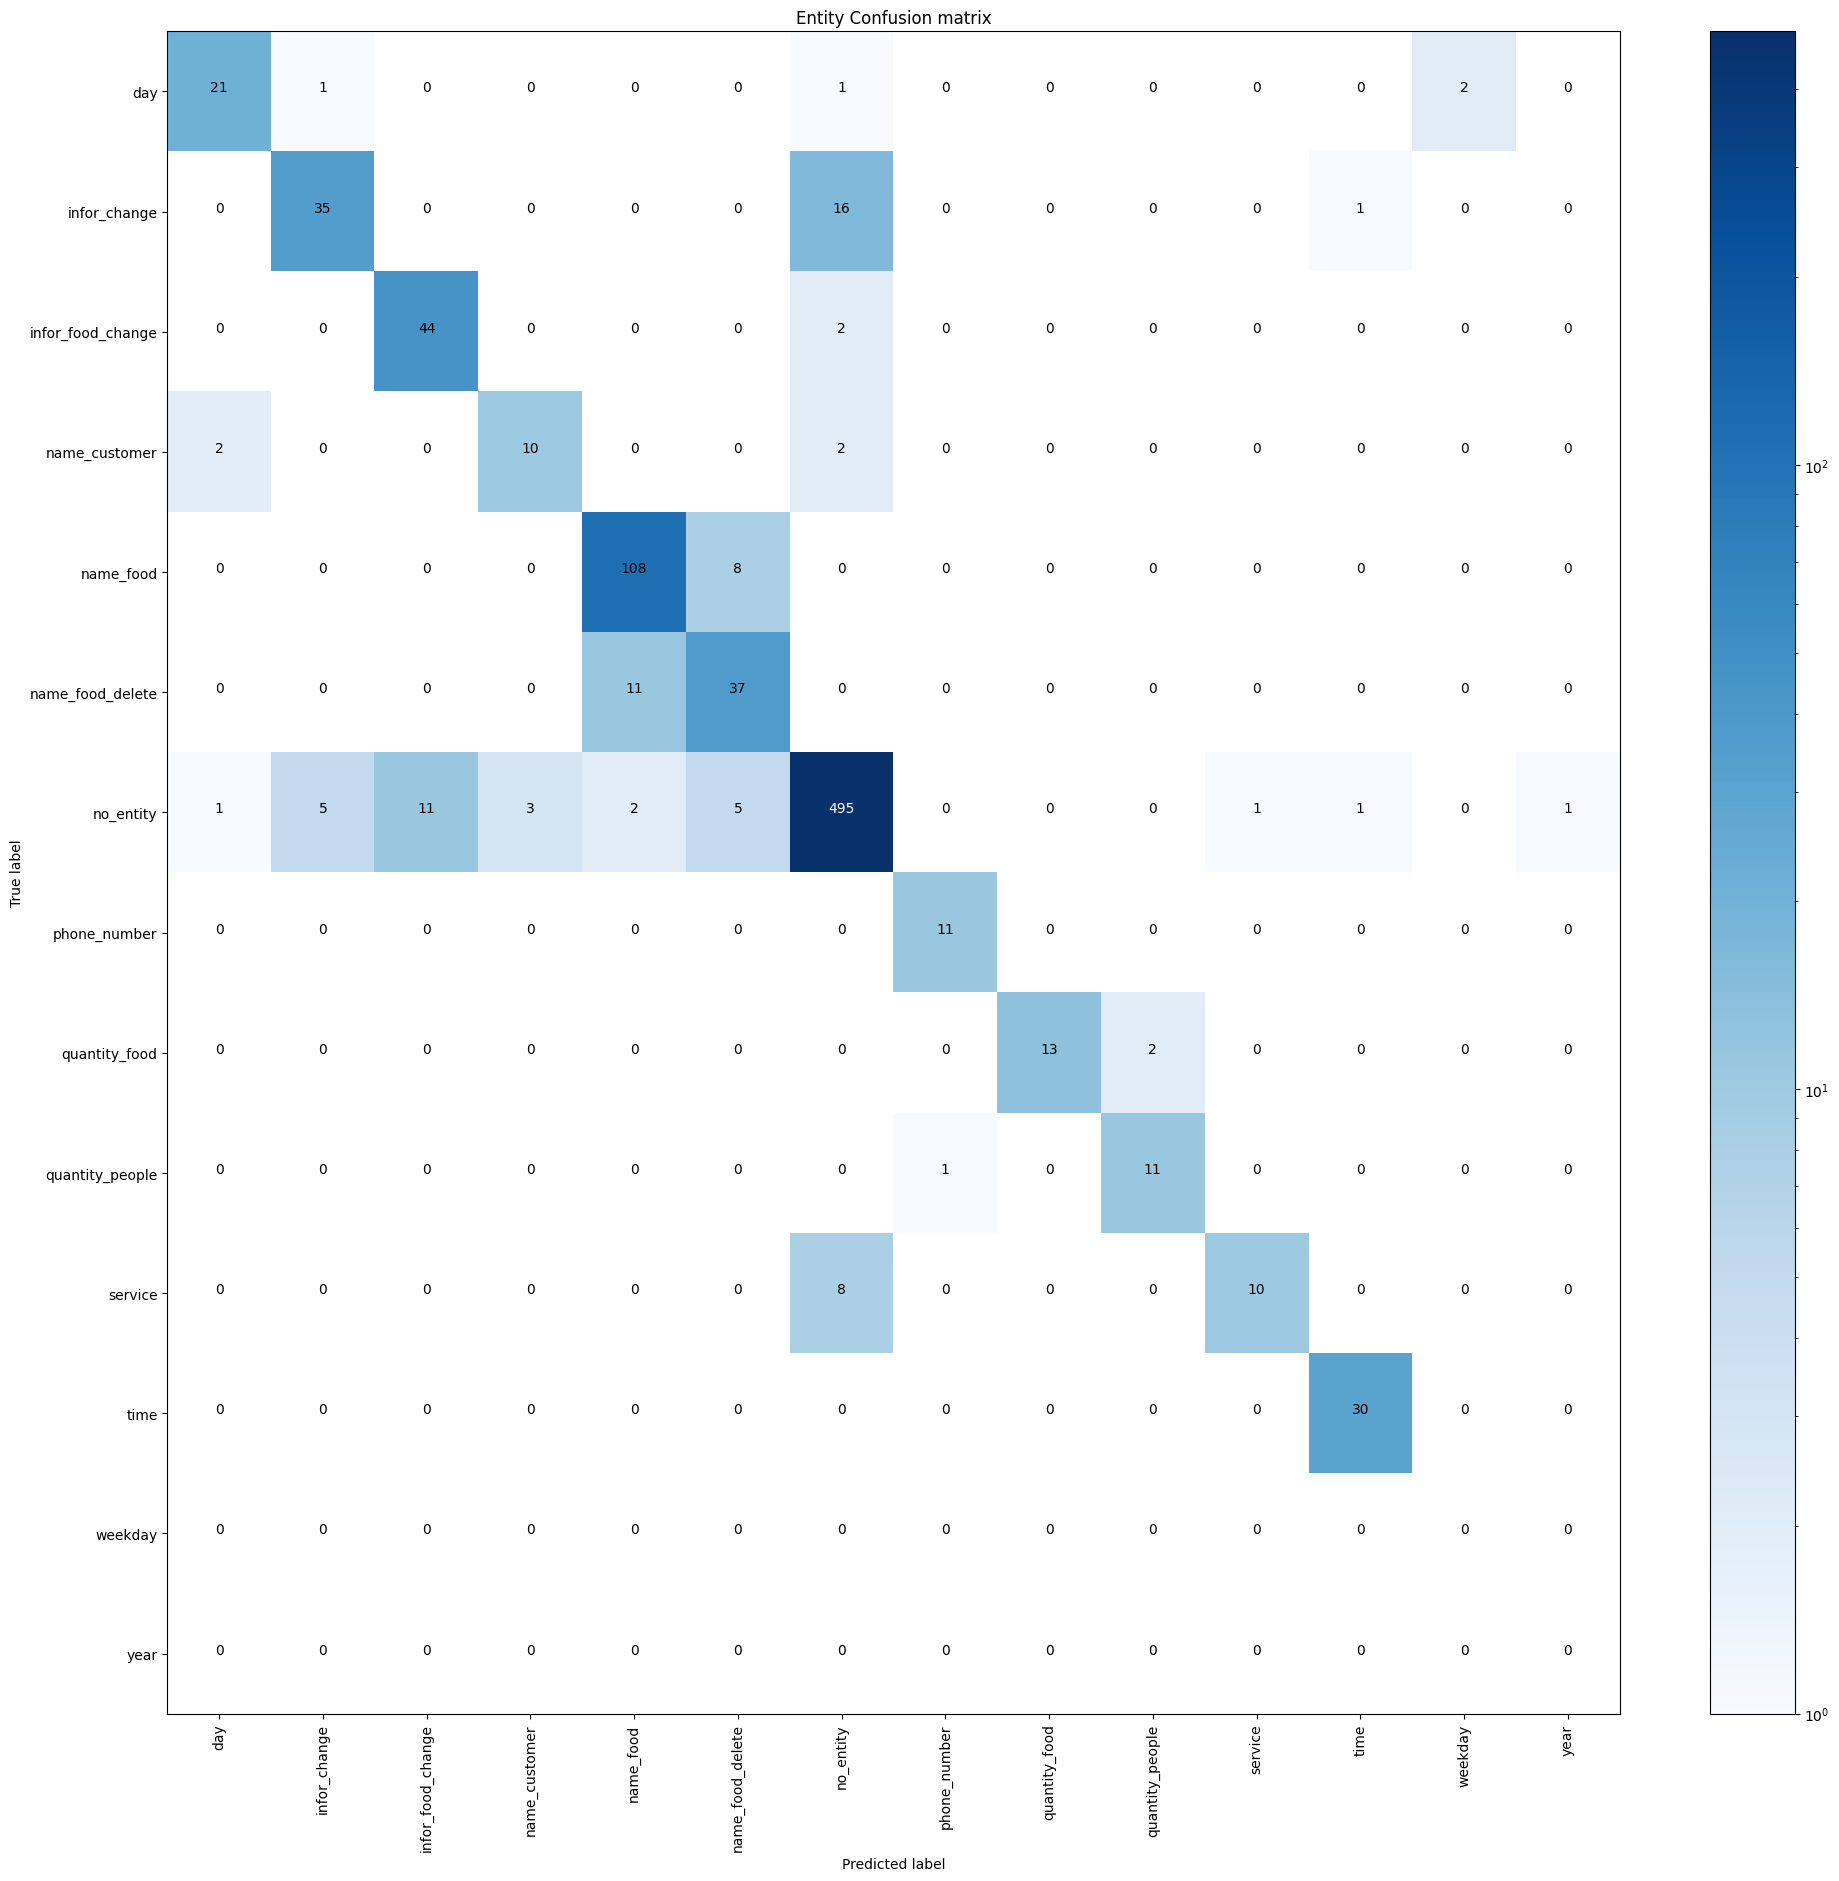 Entity Confusion matrix
day 21 1 0 0 0 0 1 0 0 0 0 0 2 0
infor_change 0 35 0 0 0 0 16 0 0 0 0 1 0 0
infor_food_change 0 0 44 0 0 0 2 0 0 0 0 0 0 0
name_customer 2 0 0 10 0 0 2 0 0 0 0 0 0 0
10²
name_food 0 0 0 0 108 8 0 0 0 0 0 0 0 0
name_food_delete 0 0 0 0 11 37 0 0 0 0 0 0 0 0
no_entity 1 5 11 3 2 5 495 0 0 0 1 1 0 1
True label
phone_number 0 0 0 0 0 0 0 11 0 0 0 0 0 0
quantity_food 0 0 0 0 0 0 0 0 13 2 0 0 0 0
10¹
quantity_people 0 0 0 0 0 0 0 1 0 11 0 0 0 0
service 0 0 0 0 0 0 8 0 0 0 10 0 0 0
time 0 0 0 0 0 0 0 0 0 0 0 30 0 0
weekday 0 0 0 0 0 0 0 0 0 0 0 0 0 0
year 0 0 0 0 0 0 0 0 0 0 0 0 0 0
10⁰
day
infor_change
infor_food_change
name_customer
name_food
name_food_delete
no_entity
phone_number
quantity_food
quantity_people
service
time
weekday
year
Predicted label